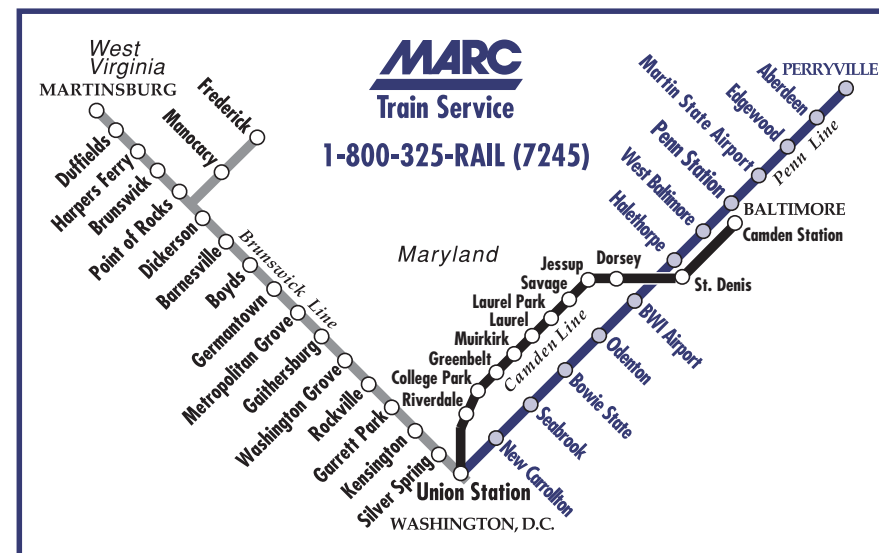 West
Virginia
MARTINSBURG
MARC
Train Service
1-800-325-RAIL (7245)
PERRYVILLE
Frederick
Manocacy
Duffields
Harpers Ferry
Brunswick
Point of Rocks
Dickerson
Barnesville
Boyds
Germantown
Metropolitan Grove
Gaithersburg
Washington Grove
Rockville
Garrett Park
Kensington
Silver Spring
Brunswick Line
Maryland
Aberdeen
Edgewood
Martin State Airport
Penn Station
West Baltimore
Halethorpe
Penn Line
BALTIMORE
Camden Station
St. Denis
Dorsey
Jessup
Savage
Laurel Park
Laurel
Muirkirk
Greenbelt
College Park
Riverdale
Camden Line
BWI Airport
Odenton
Bowie State
Seabrook
New Carrollton
Union Station
WASHINGTON, D.C.